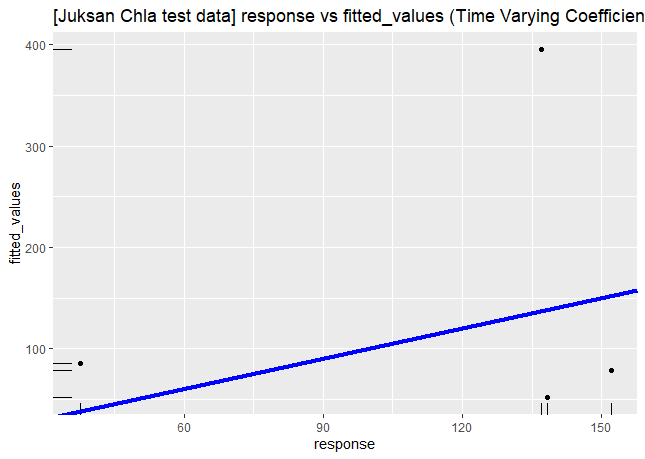 [Juksan Chla test data] response vs fitted_values (Time Varying Coefficien
400
300
200
100
fitted_values
60
90
120
150
response